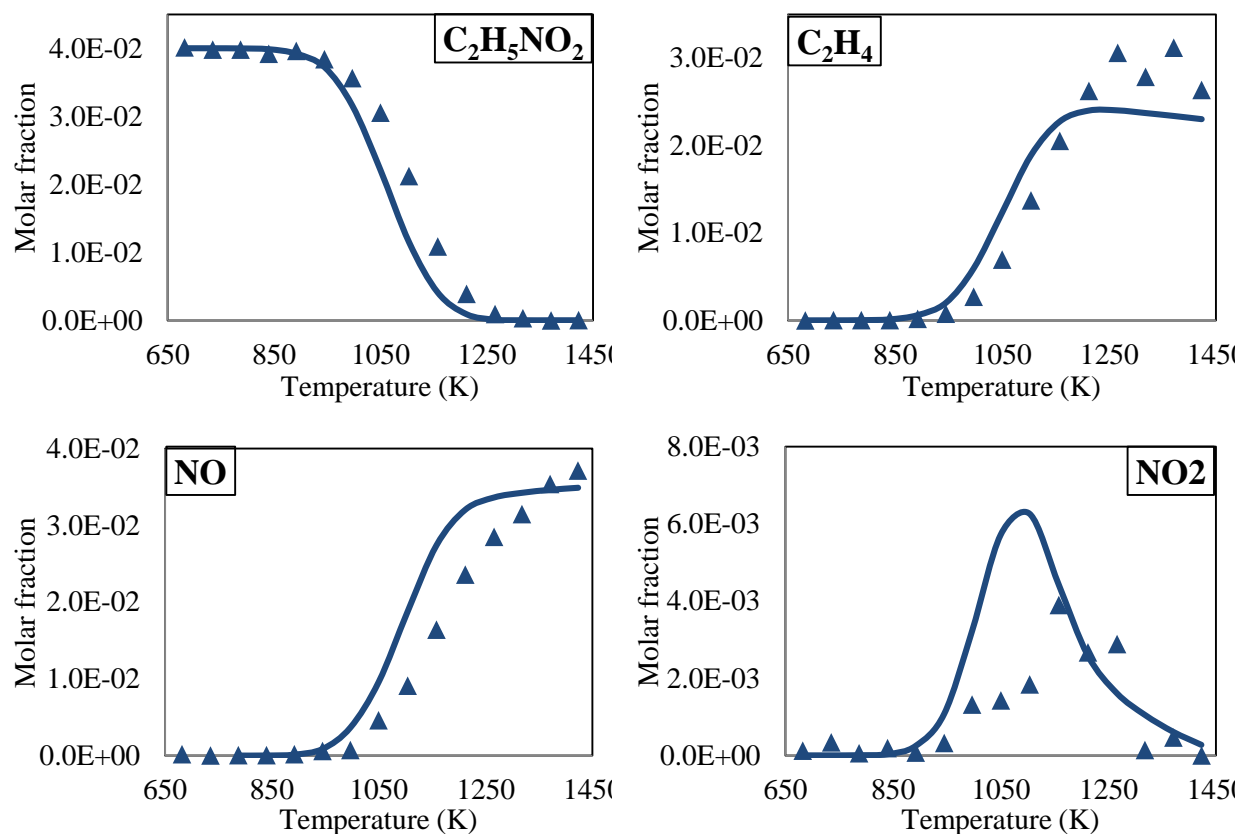 C₂H₅NO₂
4.0E-02
3.0E-02
2.0E-02
1.0E-02
0.0E+00
Molar fraction
650 850 1050 1250 1450
Temperature (K)
C₂H₄
3.0E-02
2.0E-02
1.0E-02
0.0E+00
Molar fraction
650 850 1050 1250 1450
Temperature (K)
NO
4.0E-02
3.0E-02
2.0E-02
1.0E-02
0.0E+00
Molar fraction
650 850 1050 1250 1450
Temperature (K)
NO2
8.0E-03
6.0E-03
4.0E-03
2.0E-03
0.0E+00
Molar fraction
650 850 1050 1250 1450
Temperature (K)